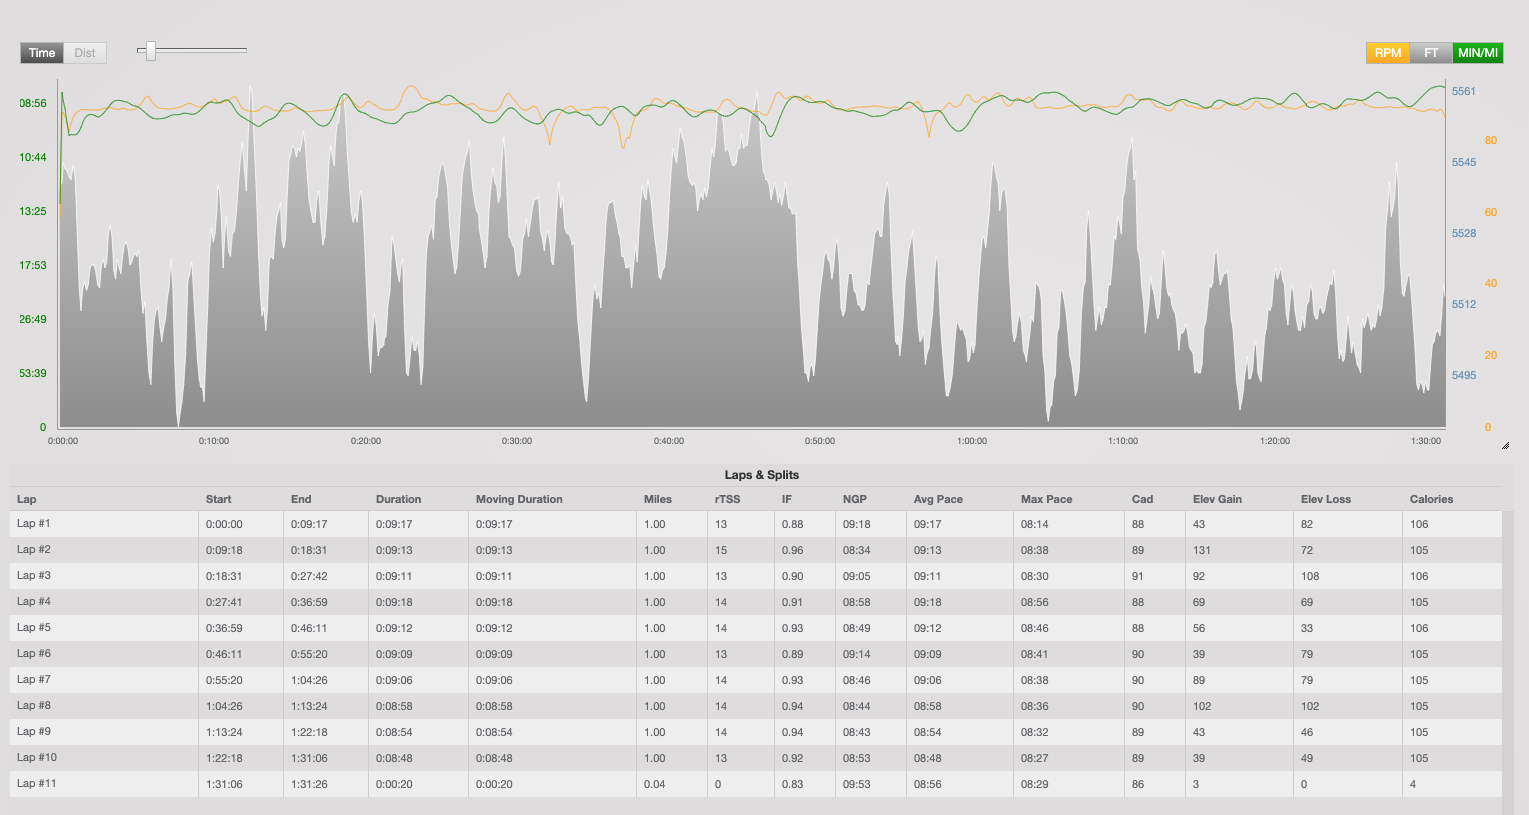 Time Dist RPM FT MIN/MI
08:56 5561
80
10:44 5545
13:25 60
5528
17:53
40
5512
26:49
20
53:39 5495
0 0
0:00:00 0:10:00 0:20:00 0:30:00 0:40:00 0:50:00 1:00:00 1:10:00 1:20:00 1:30:00
Laps & Splits
Lap Start End Duration Moving Duration Miles rTSS IF NGP Avg Pace Max Pace Cad Elev Gain Elev Loss Calories
Lap #1 0:00:00 0:09:17 0:09:17 0:09:17 1.00 13 0.88 09:18 09:17 08:14 88 43 82 106
Lap #2 0:09:18 0:18:31 0:09:13 0:09:13 1.00 15 0.96 08:34 09:13 08:38 89 131 72 105
Lap #3 0:18:31 0:27:42 0:09:11 0:09:11 1.00 13 0.90 09:05 09:11 08:30 91 92 108 106
Lap #4 0:27:41 0:36:59 0:09:18 0:09:18 1.00 14 0.91 08:58 09:18 08:56 88 69 69 105
Lap #5 0:36:59 0:46:11 0:09:12 0:09:12 1.00 14 0.93 08:49 09:12 08:46 88 56 33 106
Lap #6 0:46:11 0:55:20 0:09:09 0:09:09 1.00 13 0.89 09:14 09:09 08:41 90 39 79 105
Lap #7 0:55:20 1:04:26 0:09:06 0:09:06 1.00 14 0.93 08:46 09:06 08:38 90 89 79 105
Lap #8 1:04:26 1:13:24 0:08:58 0:08:58 1.00 14 0.94 08:44 08:58 08:36 90 102 102 105
Lap #9 1:13:24 1:22:18 0:08:54 0:08:54 1.00 14 0.94 08:43 08:54 08:32 89 43 46 105
Lap #10 1:22:18 1:31:06 0:08:48 0:08:48 1.00 13 0.92 08:53 08:48 08:27 89 39 49 105
Lap #11 1:31:06 1:31:26 0:00:20 0:00:20 0.04 0 0.83 09:53 08:56 08:29 86 3 0 4